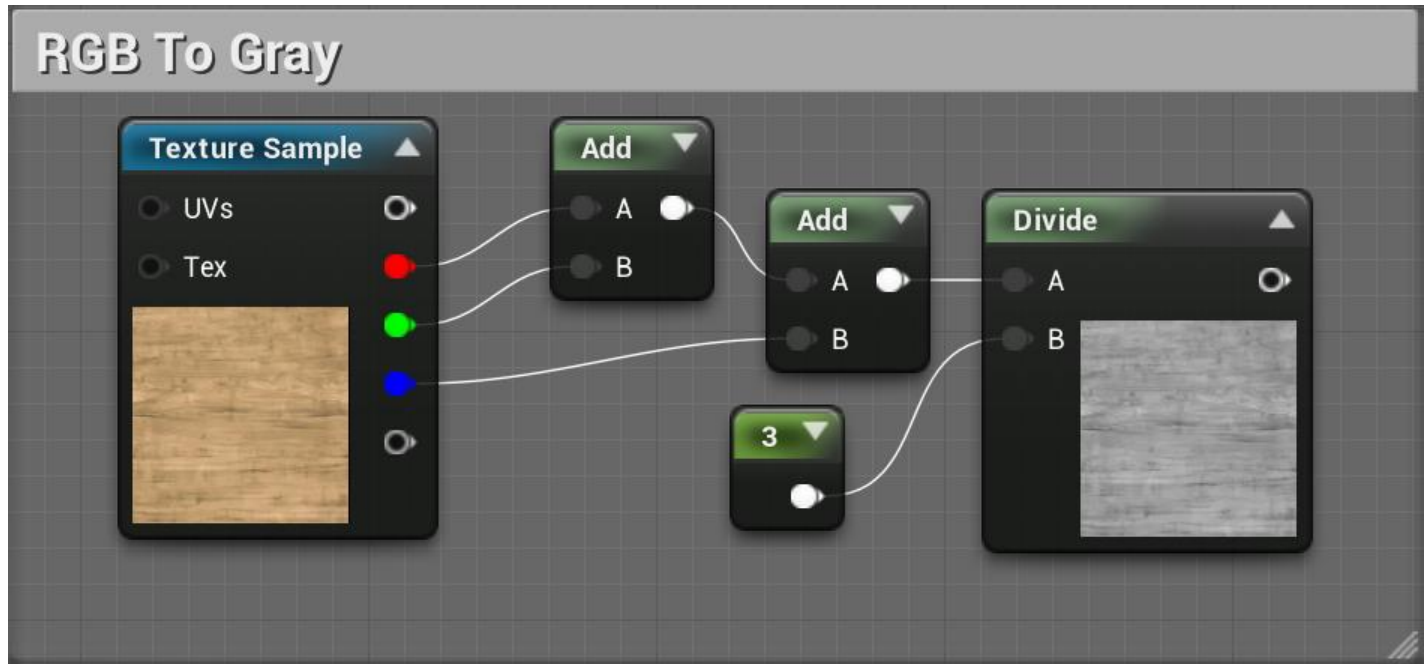 RGB To Gray
Texture Sample
UVs
Tex
Add
A
B
Add
A
B
3
Divide
A
B